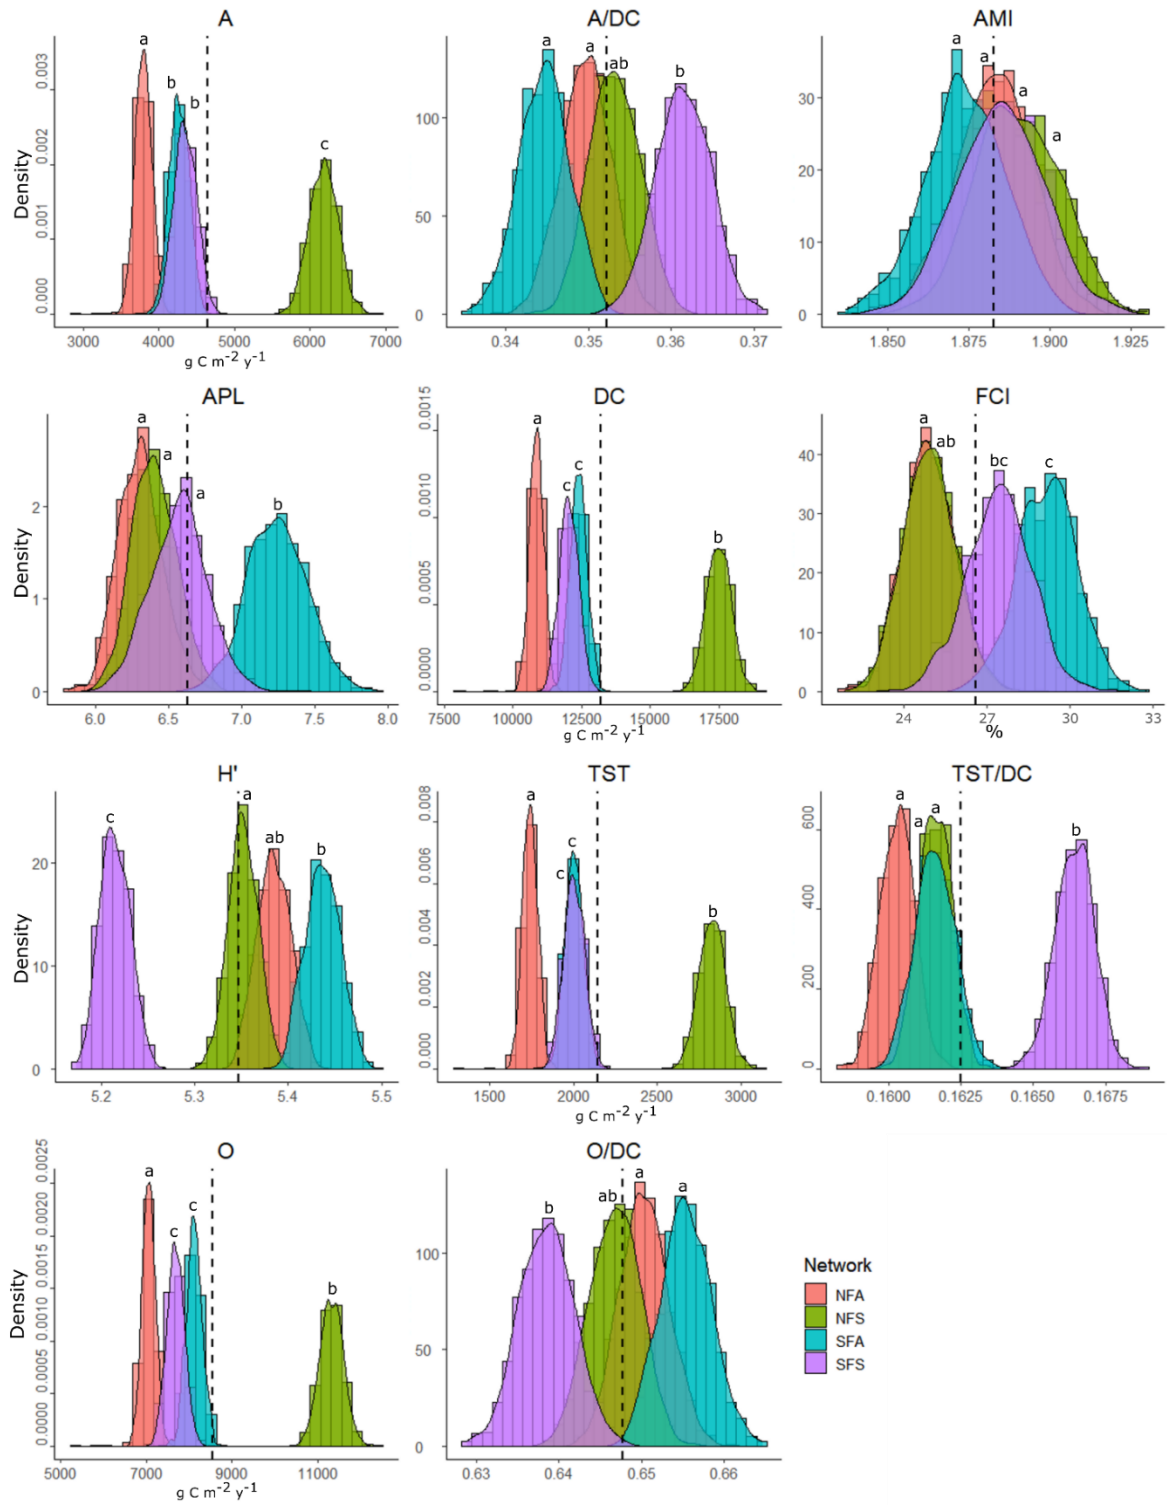 A
A/DC
AMI
a
b
b
c
a
a
ab
b
a
a
a
a
Density
0.003
0.002
0.001
0.000
100
50
0
30
20
10
0
3000
4000
5000
6000
7000
0.34
0.35
0.36
0.37
1.850
1.875
1.900
1.925
g C m-2 y-1
APL
DC
FCI
a
a
a
b
a
c
c
b
a
ab
bc
c
Density
2
1
0
0.0015
0.0010
0.0005
0.0000
40
30
20
10
0
6.0
6.5
7.0
7.5
8.0
7500
10000
12500
15000
17500
24
27
30
33
g C m-2 y-1
%
H'
TST
TST/DC
c
a
ab
b
a
c
c
b
a
a
a
b
Density
20
10
0
0.008
0.006
0.004
0.002
0.000
600
400
200
0
5.2
5.3
5.4
5.5
1500
2000
2500
3000
0.1600
0.1625
0.1650
0.1675
g C m-2 y-1
O
O/DC
a
c
c
b
b
ab
a
a
Density
0.0025
0.0020
0.0015
0.0010
0.0005
0.0000
100
50
0
5000
7000
9000
11000
0.63
0.64
0.65
0.66
g C m-2 y-1
Network
NFA
NFS
SFA
SFS